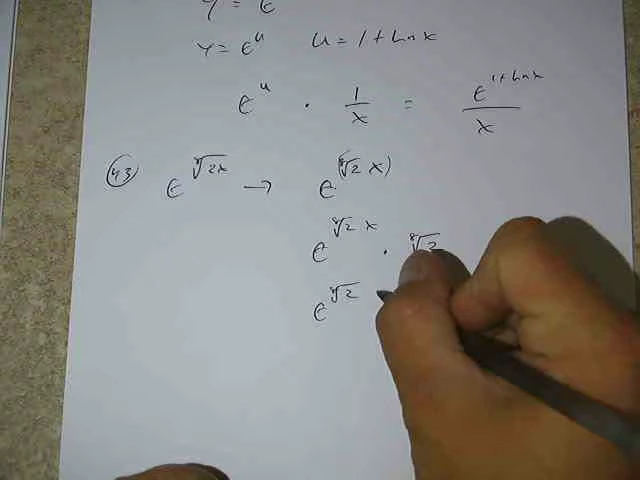 y = e
y = e^u u = 1 + ln x
e^u · 1/x = e^(1+ln x)/x
43 e^√2x → e^(√2 x)
e^√2 x · √2
e^√2